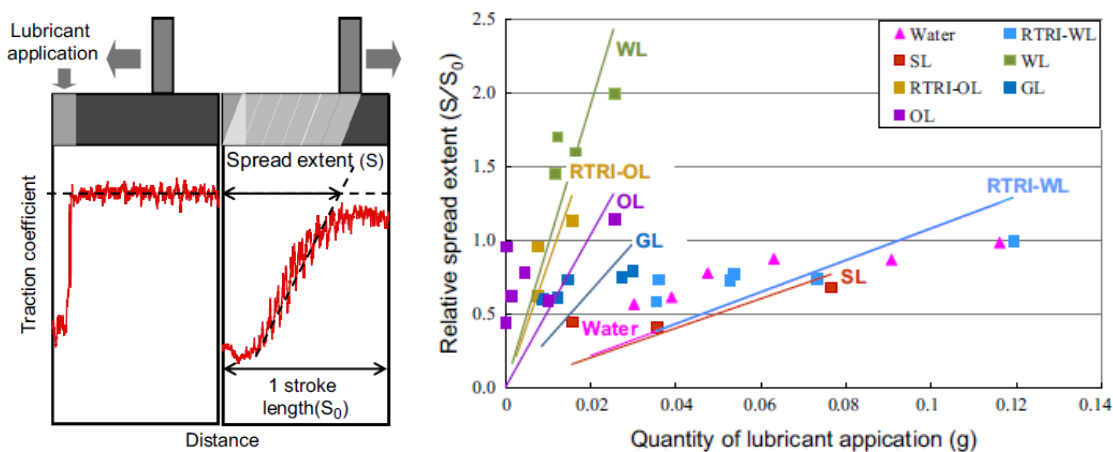 Lubricant
application
Spread extent (S)
Traction coefficient
1 stroke
length(S0)
Distance
Relative spread extent (S/S0)
2.5
2.0
1.5
1.0
0.5
0.0
WL
RTRI-OL
OL
GL
Water
SL
RTRI-WL
Water
RTRI-WL
SL
WL
RTRI-OL
GL
OL
0
0.02
0.04
0.06
0.08
0.1
0.12
0.14
Quantity of lubricant appication (g)